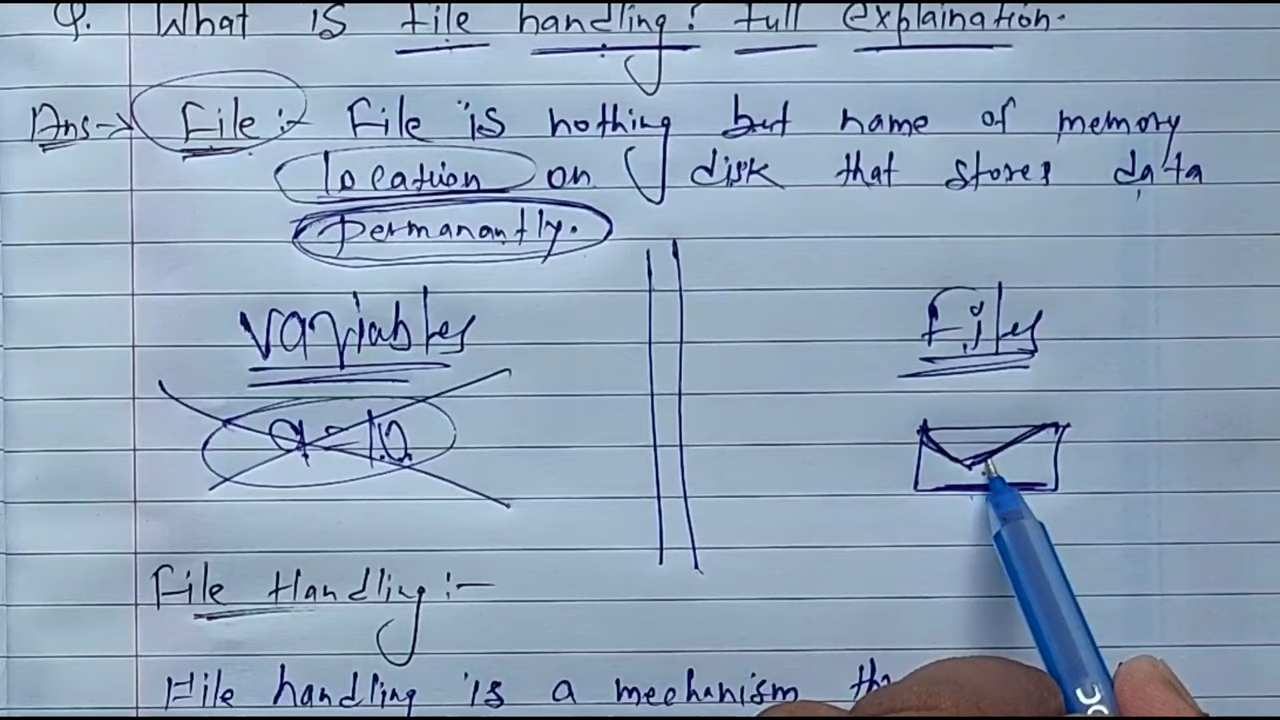 Q. What is file handling? Full explaination.
Ans→ File:- File is nothing but name of memory
location on disk that stores data
permanantly.
Variables
Files
a = 10
File Handling:-
File handling is a mechanism